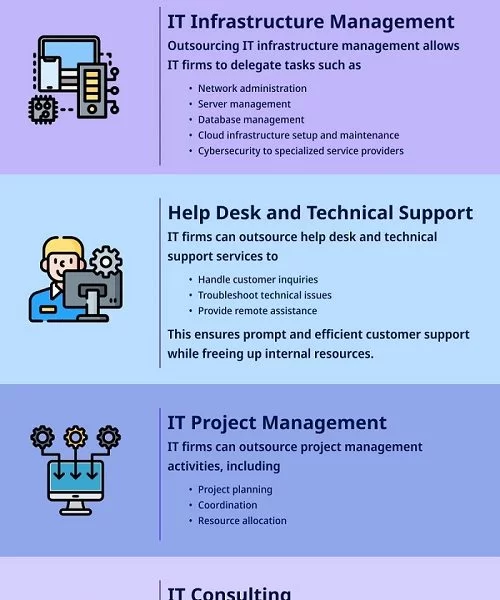 IT Infrastructure Management
Outsourcing IT infrastructure management allows
IT firms to delegate tasks such as
• Network administration
• Server management
• Database management
• Cloud infrastructure setup and maintenance
• Cybersecurity to specialized service providers
Help Desk and Technical Support
IT firms can outsource help desk and technical
support services to
• Handle customer inquiries
• Troubleshoot technical issues
• Provide remote assistance
This ensures prompt and efficient customer support
while freeing up internal resources.
IT Project Management
IT firms can outsource project management
activities, including
• Project planning
• Coordination
• Resource allocation
IT Consulting